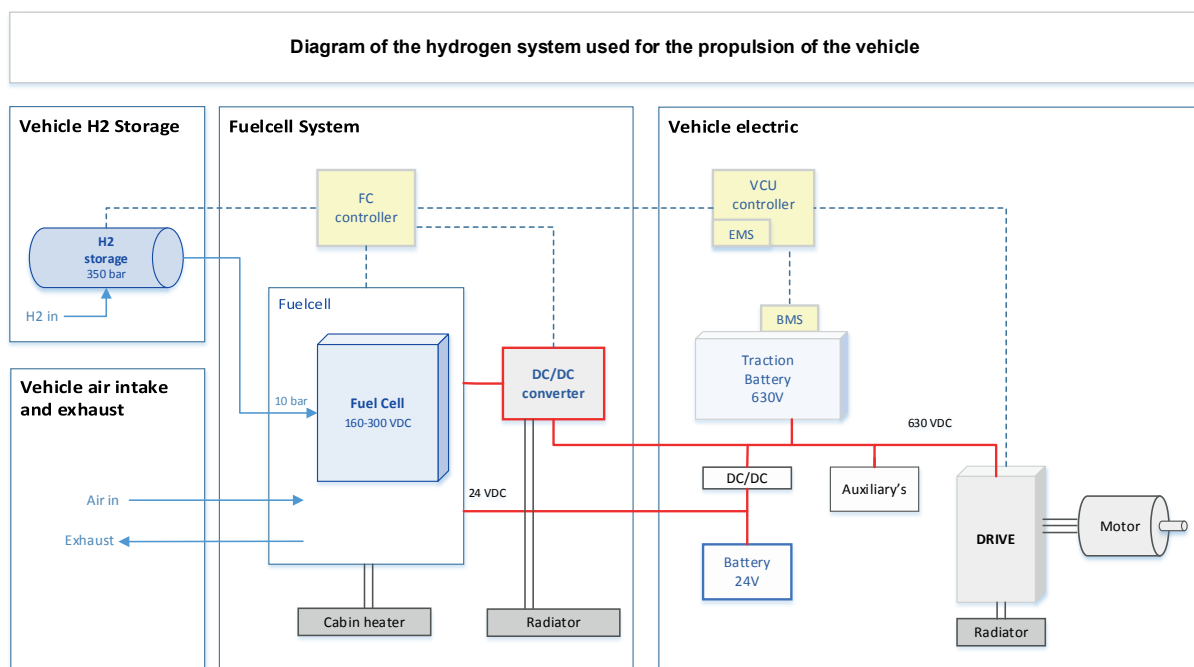 Diagram of the hydrogen system used for the propulsion of the vehicle
Vehicle H2 Storage
H2
storage
350 bar
H2 in
Vehicle air intake
and exhaust
Air in
Exhaust
Fuelcell System
FC
controller
Fuelcell
10 bar
Fuel Cell
160-300 VDC
DC/DC
converter
24 VDC
Cabin heater
Radiator
Vehicle electric
VCU
controller
EMS
BMS
Traction
Battery
630V
630 VDC
DC/DC
Auxiliary's
Battery
24V
DRIVE
Motor
Radiator